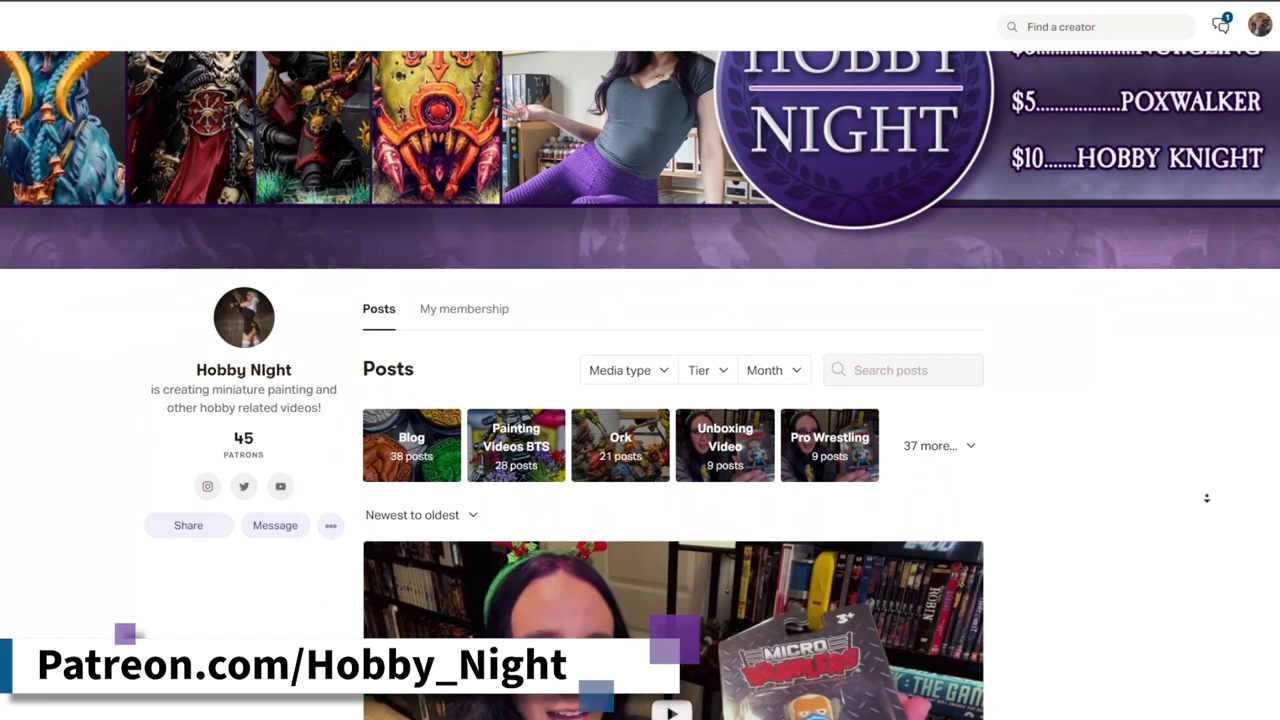 Find a creator
1
HOBBY
NIGHT
$5..................POXWALKER
$10.......HOBBY KNIGHT
Posts
My membership
Hobby Night
is creating miniature painting and
other hobby related videos!
45
PATRONS
Share
Message
Posts
Media type
Tier
Month
Search posts
Blog
38 posts
Painting
Videos BTS
28 posts
Ork
21 posts
Unboxing
Video
9 posts
Pro Wrestling
9 posts
37 more...
Newest to oldest
3+
MICRO
BRAWLERS
ROBIN
THE GAM
Patreon.com/Hobby_Night